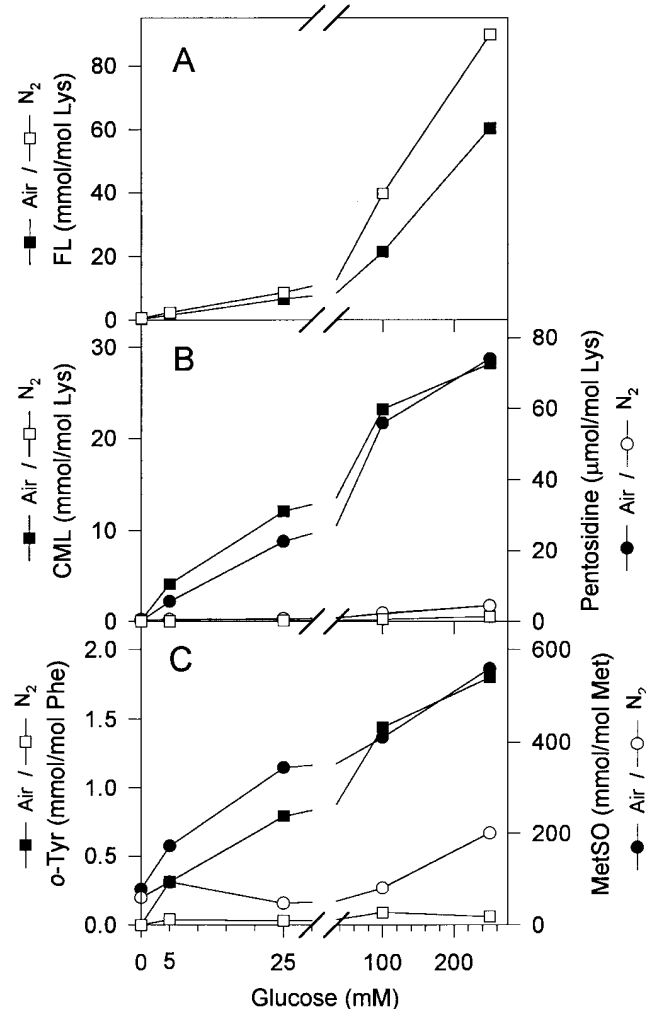 A
80
60
40
20
0
■ Air / □ N₂
FL (mmol/mol Lys)
B
30
20
10
0
■ Air / □ N₂
CML (mmol/mol Lys)
80
60
40
20
0
Pentosidine (μmol/mol Lys)
● Air / ○ N₂
C
2.0
1.5
1.0
0.5
0.0
■ Air / □ N₂
o-Tyr (mmol/mol Phe)
600
400
200
0
MetSO (mmol/mol Met)
● Air / ○ N₂
0 5 25 100 200
Glucose (mM)